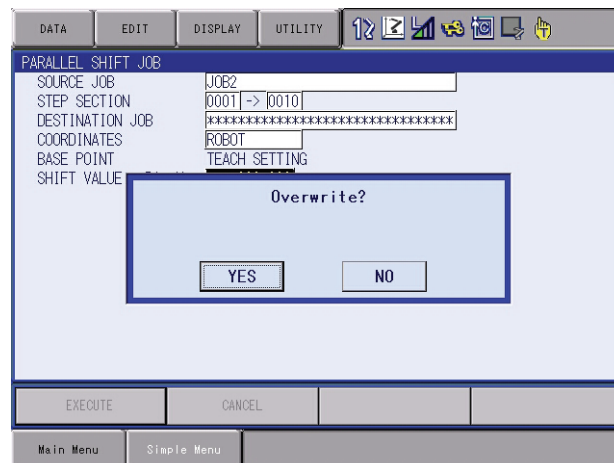 DATA EDIT DISPLAY UTILITY
PARALLEL SHIFT JOB
SOURCE JOB JOB2
STEP SECTION 0001 -> 0010
DESTINATION JOB ********************************
COORDINATES ROBOT
BASE POINT TEACH SETTING
SHIFT VALUE
Overwrite?
YES NO
EXECUTE CANCEL
Main Menu Simple Menu